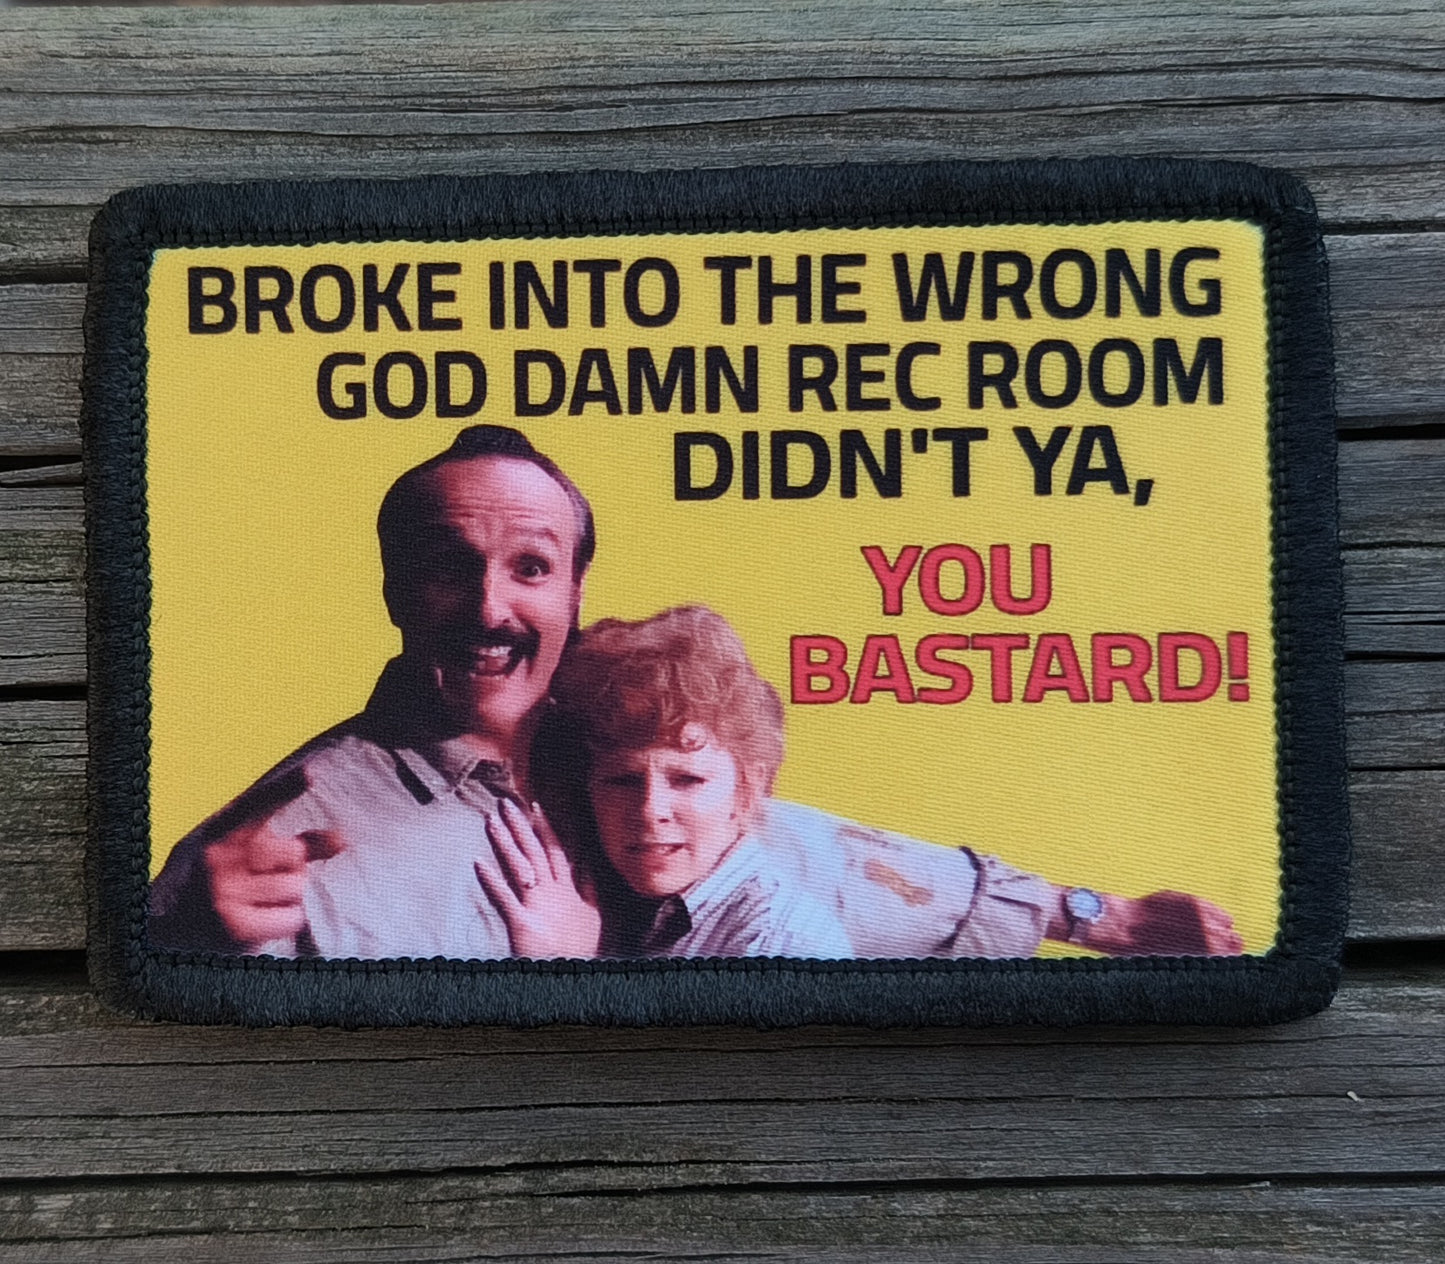 BROKE INTO THE WRONG
GOD DAMN REC ROOM
DIDN'T YA,
YOU
BASTARD!